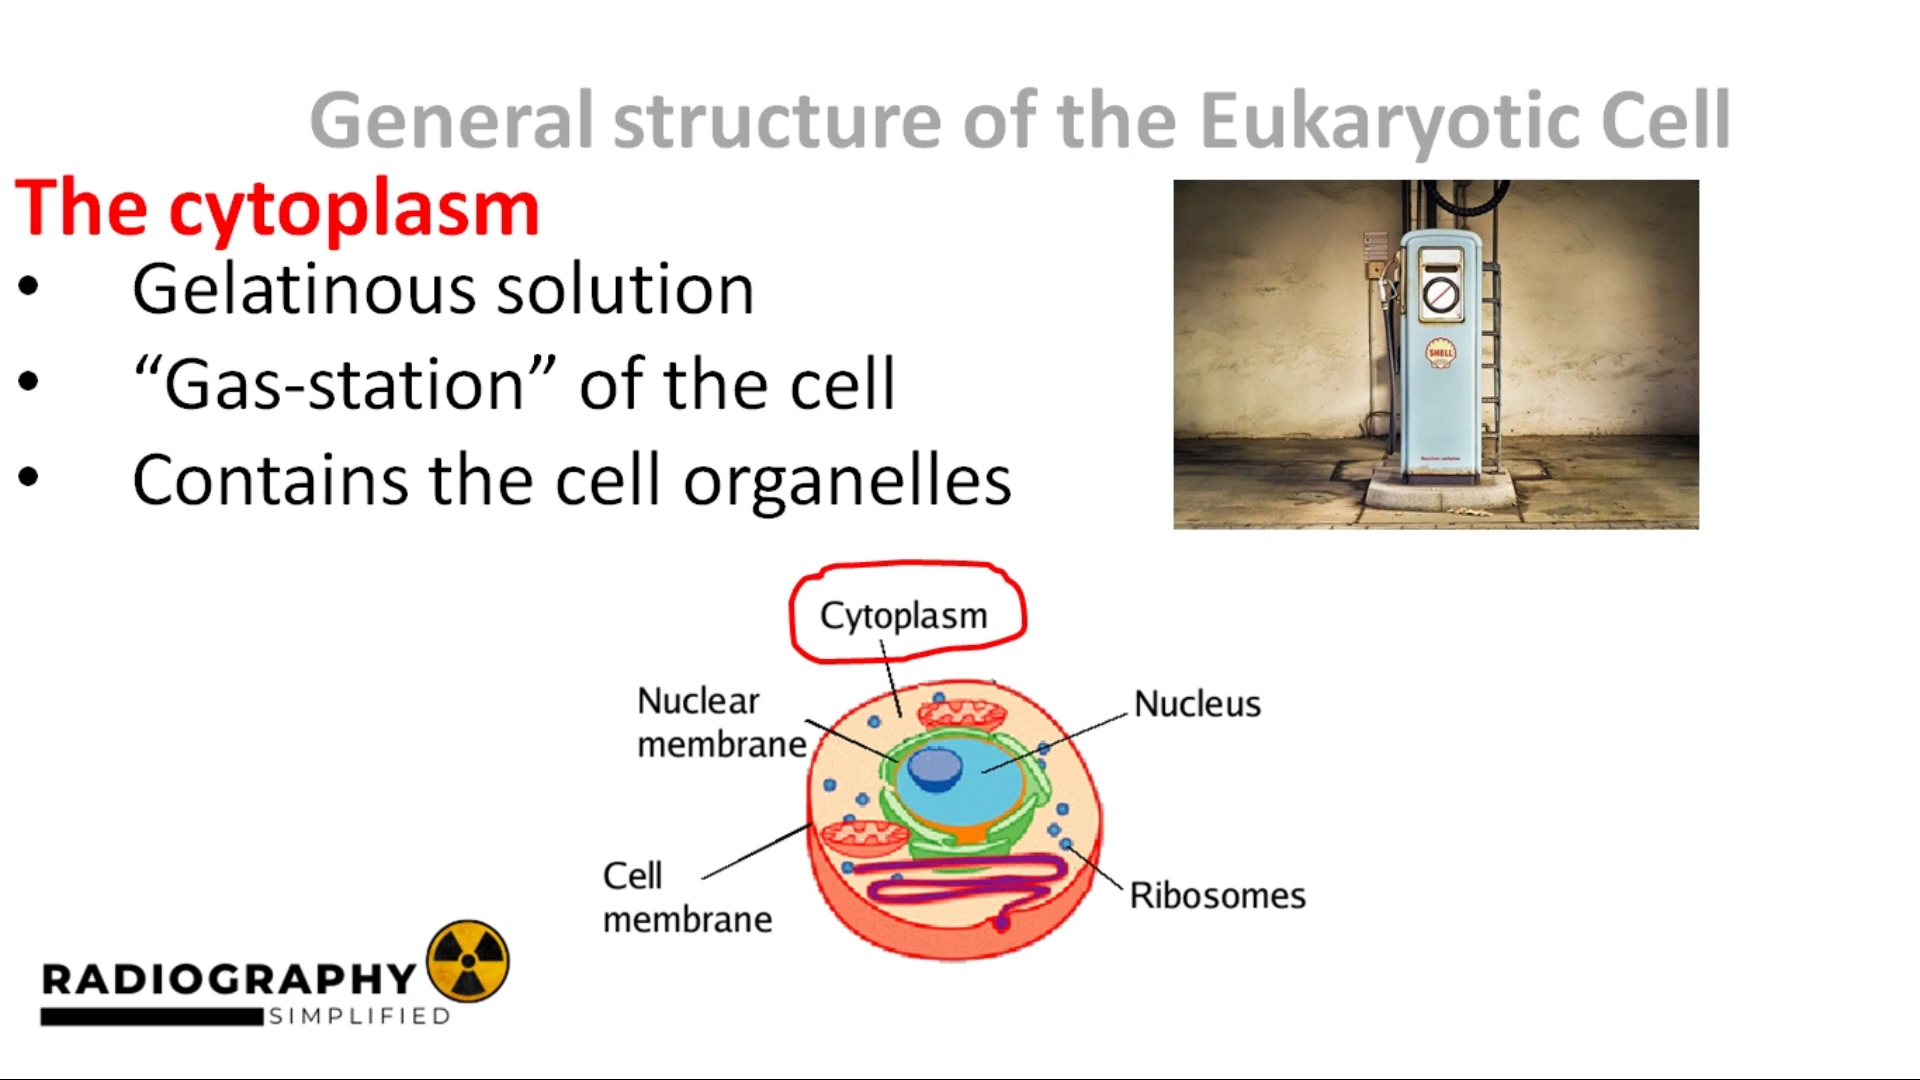 General structure of the Eukaryotic Cell
The cytoplasm
• Gelatinous solution
• “Gas-station” of the cell
• Contains the cell organelles
SHELL
Cytoplasm
Nuclear
membrane
Nucleus
Cell
membrane
Ribosomes
RADIOGRAPHY
SIMPLIFIED